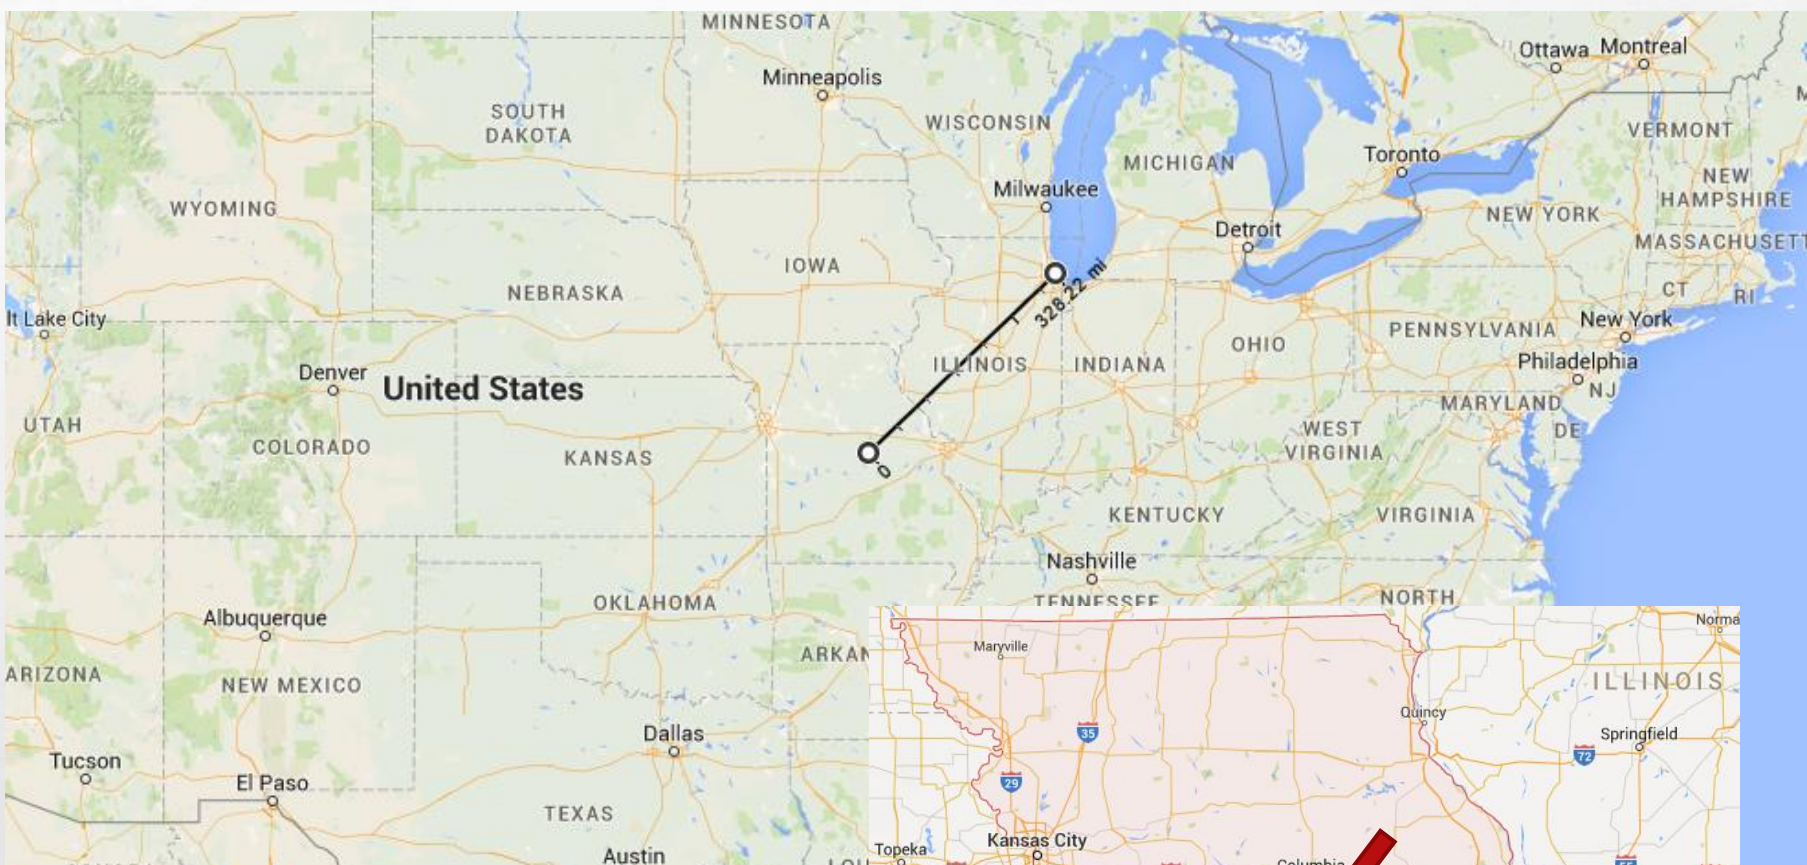 MINNESOTA
Ottawa
Montreal
Minneapolis
SOUTH
DAKOTA
WISCONSIN
VERMONT
MICHIGAN
Toronto
NEW
HAMPSHIRE
Milwaukee
WYOMING
NEW YORK
Detroit
MASSACHUSETT
IOWA
328.22 mi
NEBRASKA
CT
RI
lt Lake City
PENNSYLVANIA
New York
OHIO
ILLINOIS
INDIANA
Philadelphia
Denver
United States
NJ
MARYLAND
UTAH
COLORADO
KANSAS
WEST
VIRGINIA
DE
0
KENTUCKY
VIRGINIA
Nashville
TENNESSEE
NORTH
OKLAHOMA
Albuquerque
ARKAN
ARIZONA
NEW MEXICO
Dallas
Tucson
El Paso
TEXAS
Austin
Maryville
Norma
ILLINOIS
Quincy
Springfield
35
72
29
Kansas City
Topeka
Columbia
55